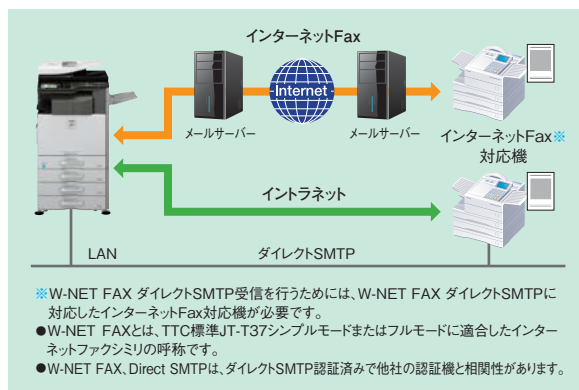 インターネットFax
Internet
メールサーバー
メールサーバー
インターネットFax※
対応機
イントラネット
LAN
ダイレクトSMTP
※W-NET FAX ダイレクトSMTP受信を行うためには、W-NET FAX ダイレクトSMTPに
対応したインターネットFax対応機が必要です。
●W-NET FAXとは、TTC標準JT-T37シンプルモードまたはフルモードに適合したインター
ネットファクシミリの呼称です。
●W-NET FAX、Direct SMTPは、ダイレクトSMTP認証済みで他社の認証機と相関性があります。